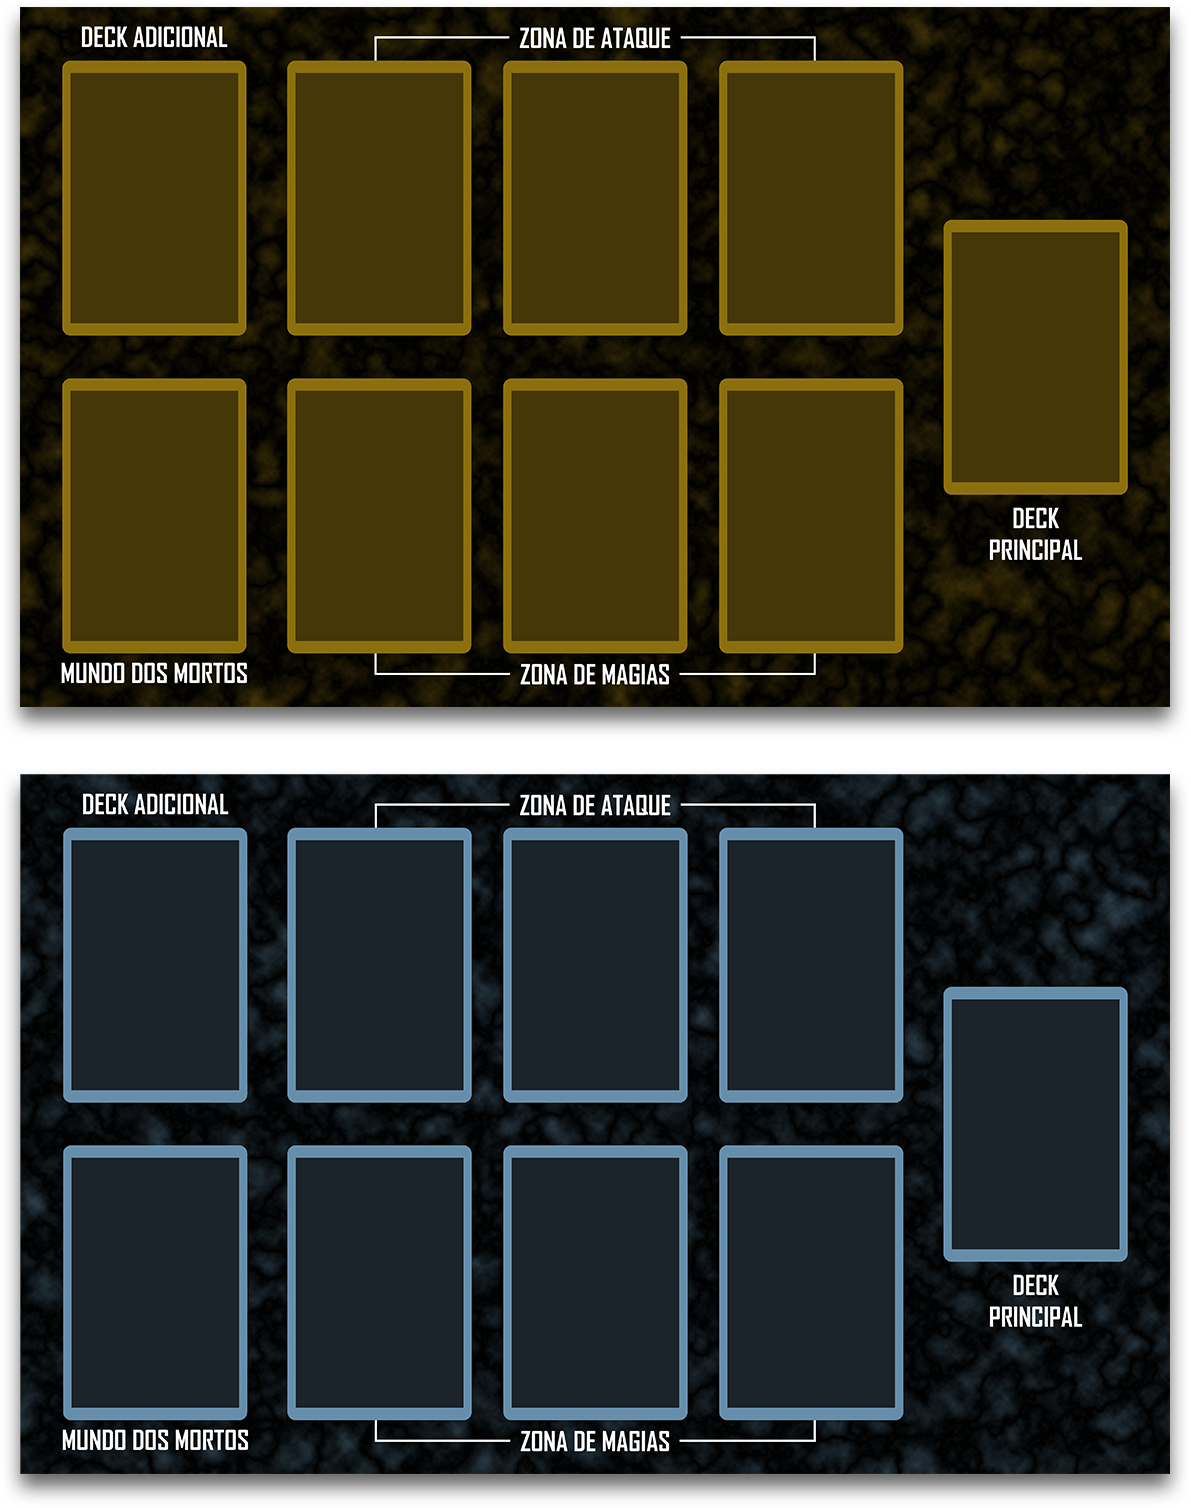 DECK ADICIONAL
ZONA DE ATAQUE
DECK
PRINCIPAL
MUNDO DOS MORTOS
ZONA DE MAGIAS
DECK ADICIONAL
ZONA DE ATAQUE
DECK
PRINCIPAL
MUNDO DOS MORTOS
ZONA DE MAGIAS